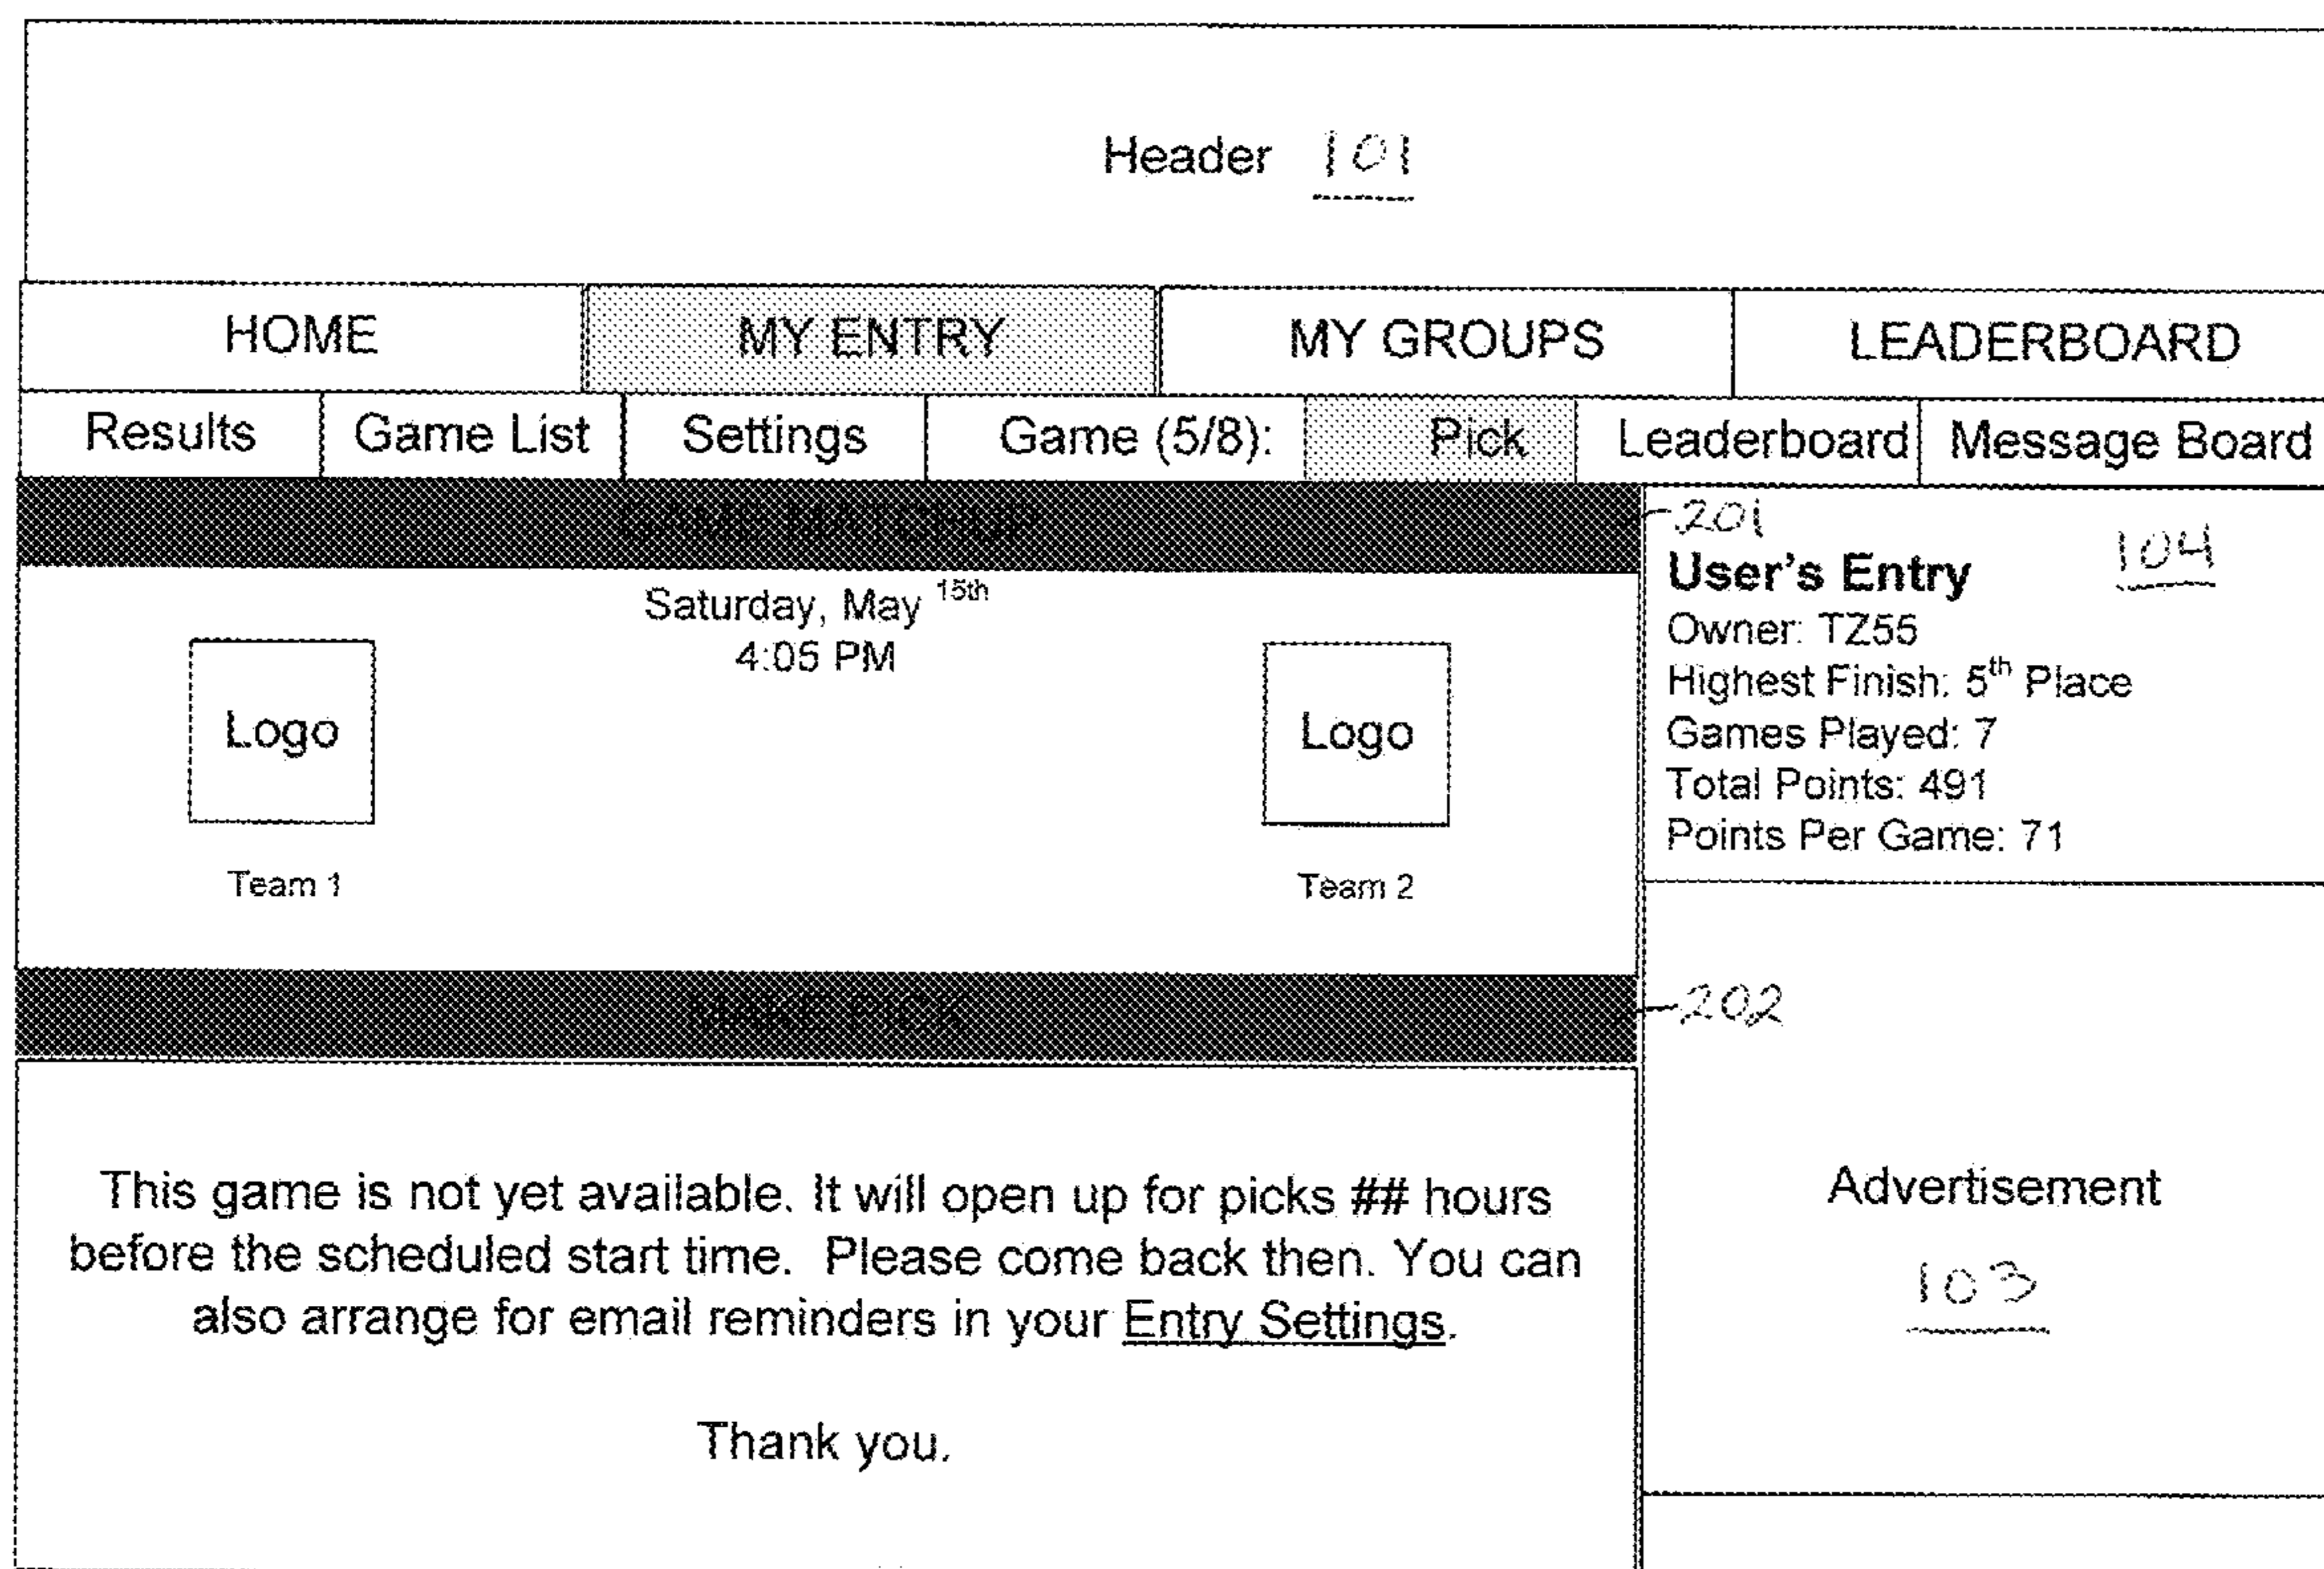 Header 101
HOME MY ENTRY MY GROUPS LEADERBOARD
Results Game List Settings Game (5/8): Pick Leaderboard Message Board
GAME MATCHUP 201
Saturday, May 15th
4:05 PM
Logo
Team 1
Logo
Team 2
User's Entry 104
Owner: TZ55
Highest Finish: 5th Place
Games Played: 7
Total Points: 491
Points Per Game: 71
MAKE PICK 202
This game is not yet available. It will open up for picks ## hours
before the scheduled start time. Please come back then. You can
also arrange for email reminders in your Entry Settings.
Thank you.
Advertisement
103